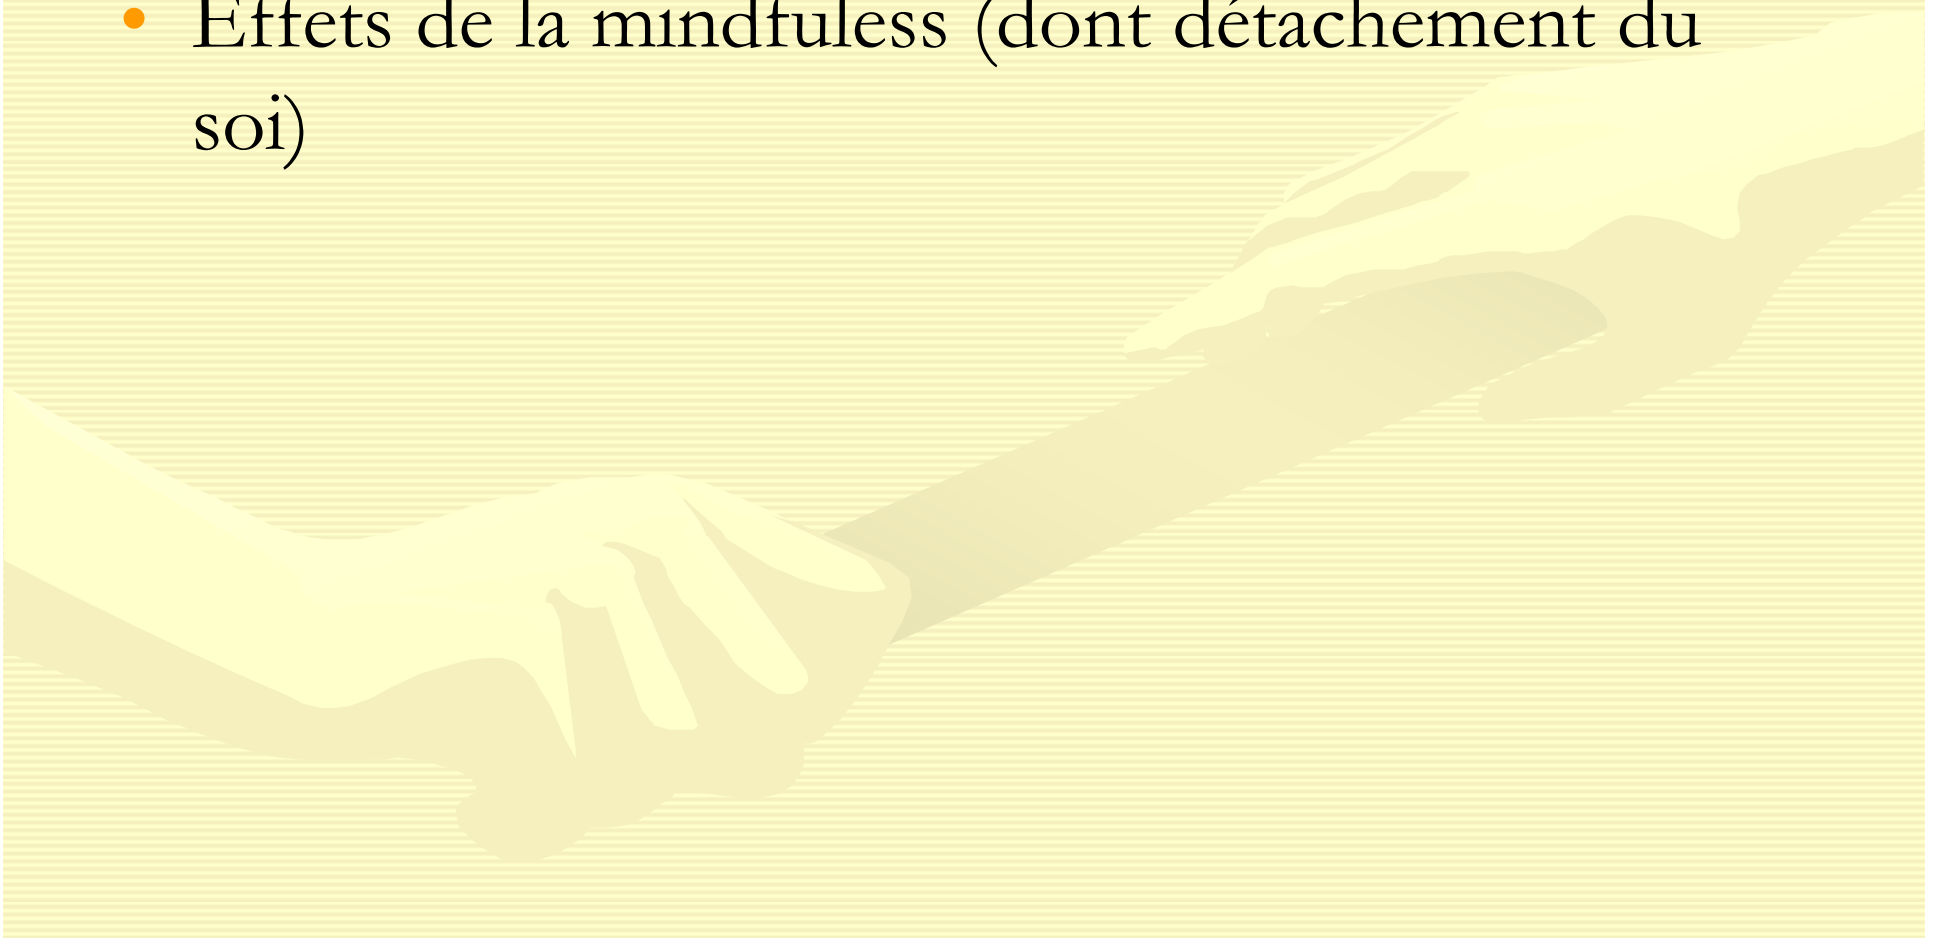 • Effets de la mindfuless (dont détachement du
soi)